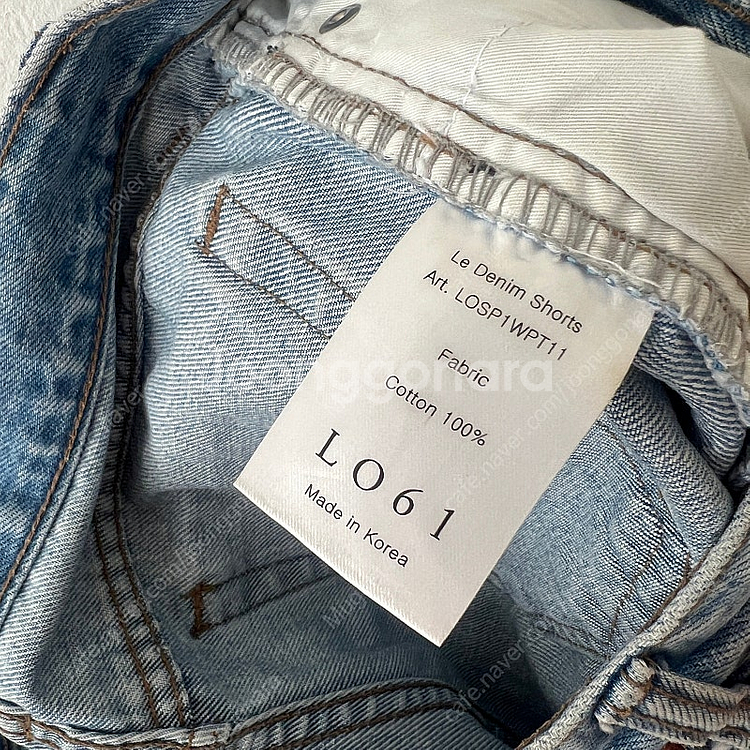 Le Denim Shorts
Art. LOSP1WPT11
Fabric
Cotton 100%
LO61
Made in Korea